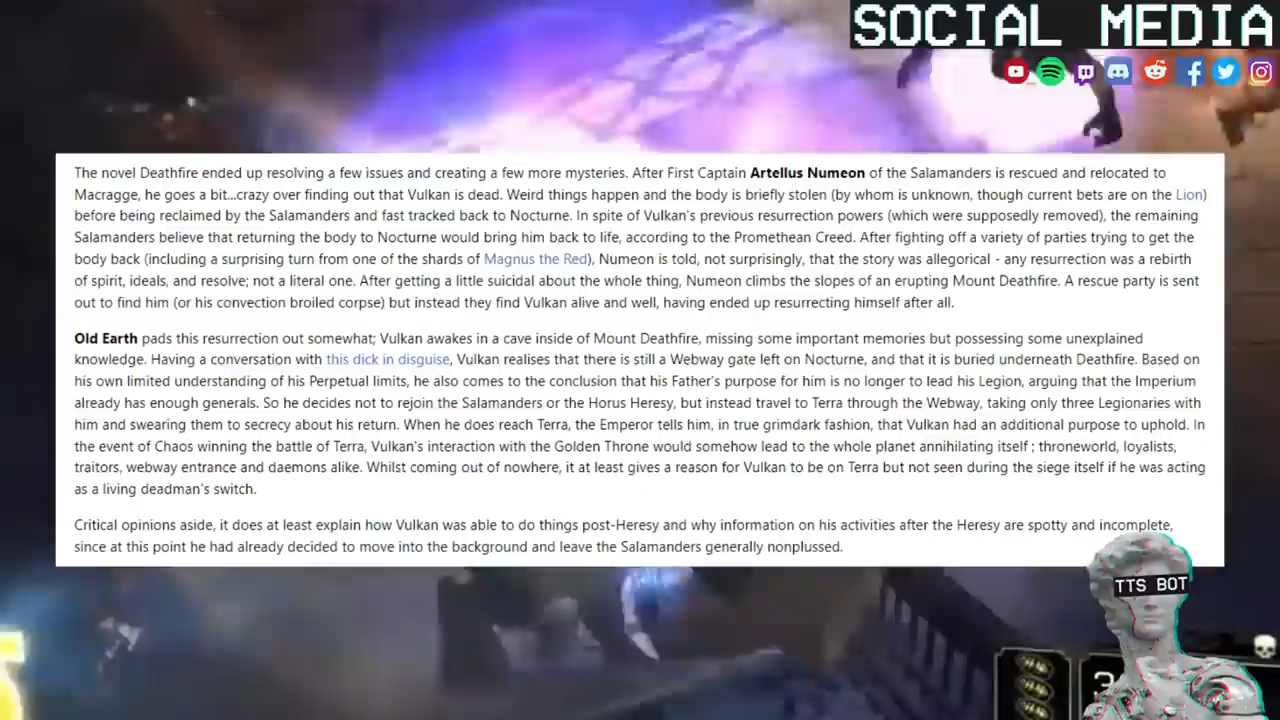 SOCIAL MEDIA
The novel Deathfire ended up resolving a few issues and creating a few more mysteries. After First Captain Artellus Numeon of the Salamanders is rescued and relocated to
Macragge, he goes a bit...crazy over finding out that Vulkan is dead. Weird things happen and the body is briefly stolen (by whom is unknown, though current bets are on the Lion)
before being reclaimed by the Salamanders and fast tracked back to Nocturne. In spite of Vulkan's previous resurrection powers (which were supposedly removed), the remaining
Salamanders believe that returning the body to Nocturne would bring him back to life, according to the Promethean Creed. After fighting off a variety of parties trying to get the
body back (including a surprising turn from one of the shards of Magnus the Red), Numeon is told, not surprisingly, that the story was allegorical - any resurrection was a rebirth
of spirit, ideals, and resolve; not a literal one. After getting a little suicidal about the whole thing, Numeon climbs the slopes of an erupting Mount Deathfire. A rescue party is sent
out to find him (or his convection broiled corpse) but instead they find Vulkan alive and well, having ended up resurrecting himself after all.
Old Earth pads this resurrection out somewhat; Vulkan awakes in a cave inside of Mount Deathfire, missing some important memories but possessing some unexplained
knowledge. Having a conversation with this dick in disguise, Vulkan realises that there is still a Webway gate left on Nocturne, and that it is buried underneath Deathfire. Based on
his own limited understanding of his Perpetual limits, he also comes to the conclusion that his Father's purpose for him is no longer to lead his Legion, arguing that the Imperium
already has enough generals. So he decides not to rejoin the Salamanders or the Horus Heresy, but instead travel to Terra through the Webway, taking only three Legionaries with
him and swearing them to secrecy about his return. When he does reach Terra, the Emperor tells him, in true grimdark fashion, that Vulkan had an additional purpose to uphold. In
the event of Chaos winning the battle of Terra, Vulkan's interaction with the Golden Throne would somehow lead to the whole planet annihilating itself ; throneworld, loyalists,
traitors, webway entrance and daemons alike. Whilst coming out of nowhere, it at least gives a reason for Vulkan to be on Terra but not seen during the siege itself if he was acting
as a living deadman's switch.
Critical opinions aside, it does at least explain how Vulkan was able to do things post-Heresy and why information on his activities after the Heresy are spotty and incomplete,
since at this point he had already decided to move into the background and leave the Salamanders generally nonplussed.
TTS BOT